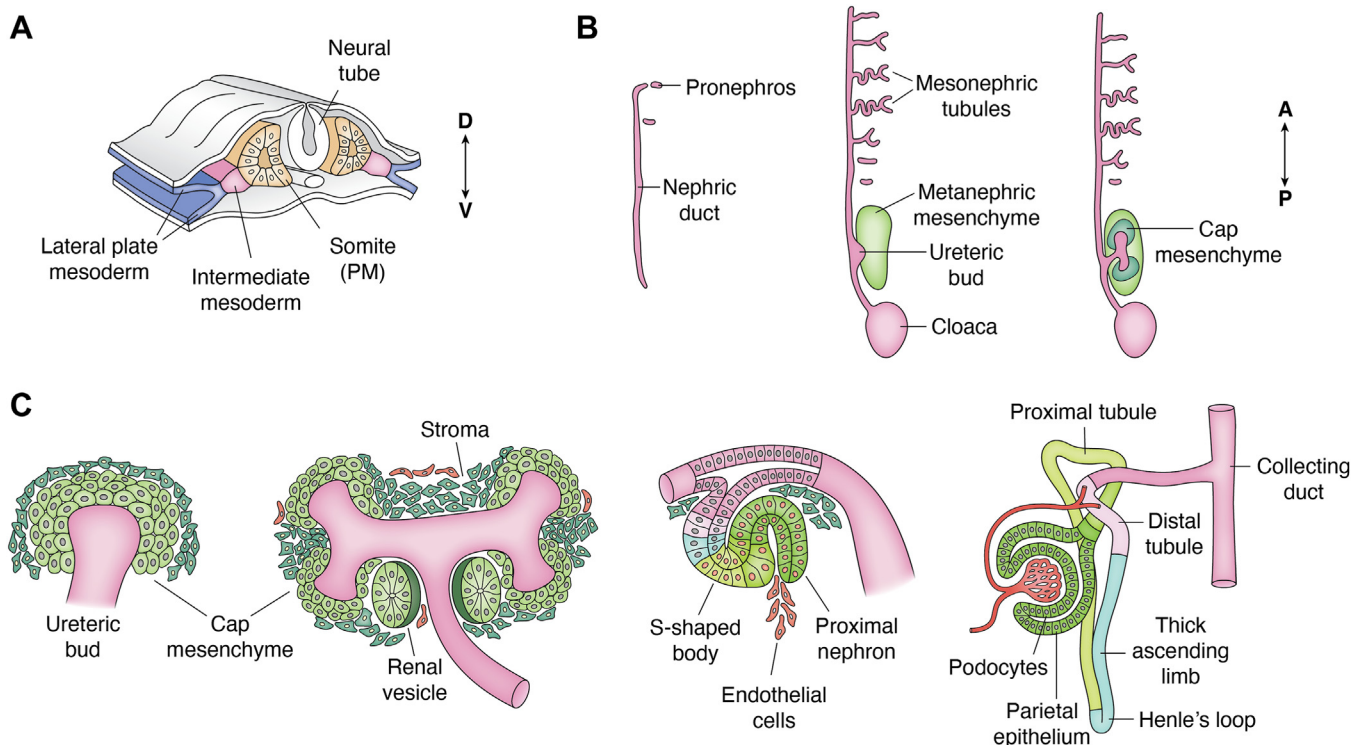 A
Neural
tube
D
V
Lateral plate
mesoderm
Intermediate
mesoderm
Somite
(PM)
B
Pronephros
Nephric
duct
Mesonephric
tubules
Metanephric
mesenchyme
Ureteric
bud
Cloaca
Cap
mesenchyme
A
P
C
Ureteric
bud
Cap
mesenchyme
Stroma
Renal
vesicle
S-shaped
body
Endothelial
cells
Proximal
nephron
Proximal tubule
Collecting
duct
Distal
tubule
Podocytes
Parietal
epithelium
Thick
ascending
limb
Henle’s loop